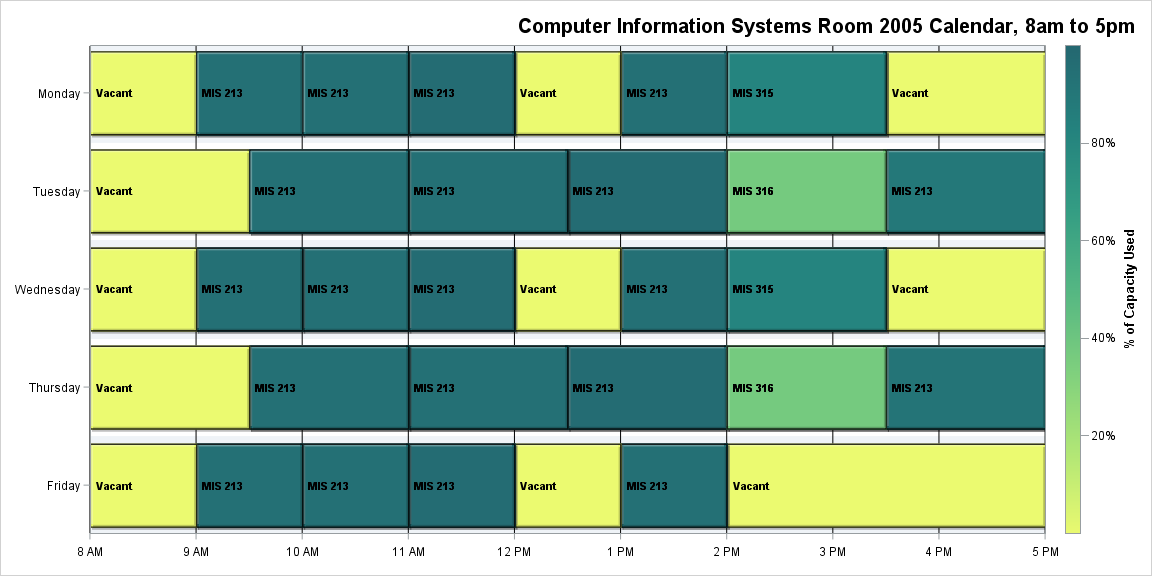 Computer Information Systems Room 2005 Calendar, 8am to 5pm
Monday
Vacant
MIS 213
MIS 213
MIS 213
Vacant
MIS 213
MIS 315
Vacant
Tuesday
Vacant
MIS 213
MIS 213
MIS 213
MIS 316
MIS 213
Wednesday
Vacant
MIS 213
MIS 213
MIS 213
Vacant
MIS 213
MIS 315
Vacant
Thursday
Vacant
MIS 213
MIS 213
MIS 213
MIS 316
MIS 213
Friday
Vacant
MIS 213
MIS 213
MIS 213
Vacant
MIS 213
Vacant
8 AM
9 AM
10 AM
11 AM
12 PM
1 PM
2 PM
3 PM
4 PM
5 PM
80%
60%
40%
20%
% of Capacity Used